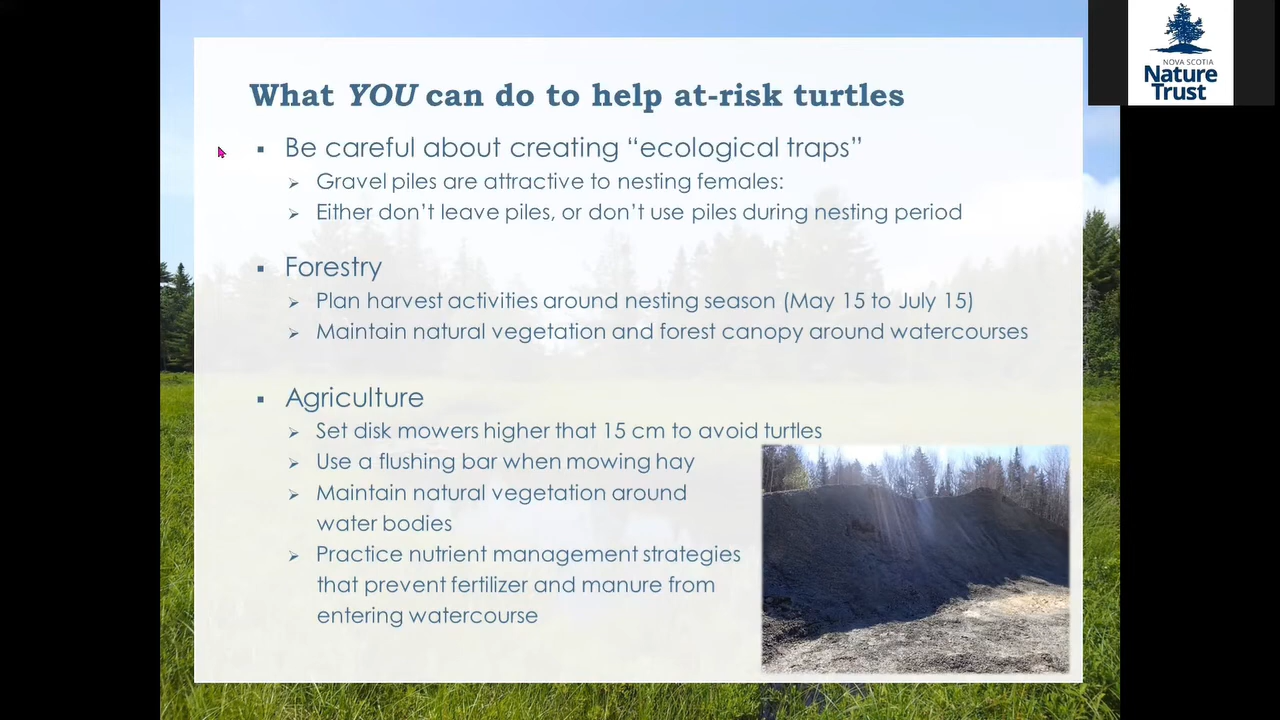 What YOU can do to help at-risk turtles
▪ Be careful about creating “ecological traps”
➢ Gravel piles are attractive to nesting females:
➢ Either don’t leave piles, or don’t use piles during nesting period
▪ Forestry
➢ Plan harvest activities around nesting season (May 15 to July 15)
➢ Maintain natural vegetation and forest canopy around watercourses
▪ Agriculture
➢ Set disk mowers higher that 15 cm to avoid turtles
➢ Use a flushing bar when mowing hay
➢ Maintain natural vegetation around
water bodies
➢ Practice nutrient management strategies
that prevent fertilizer and manure from
entering watercourse
NOVA SCOTIA
Nature
Trust